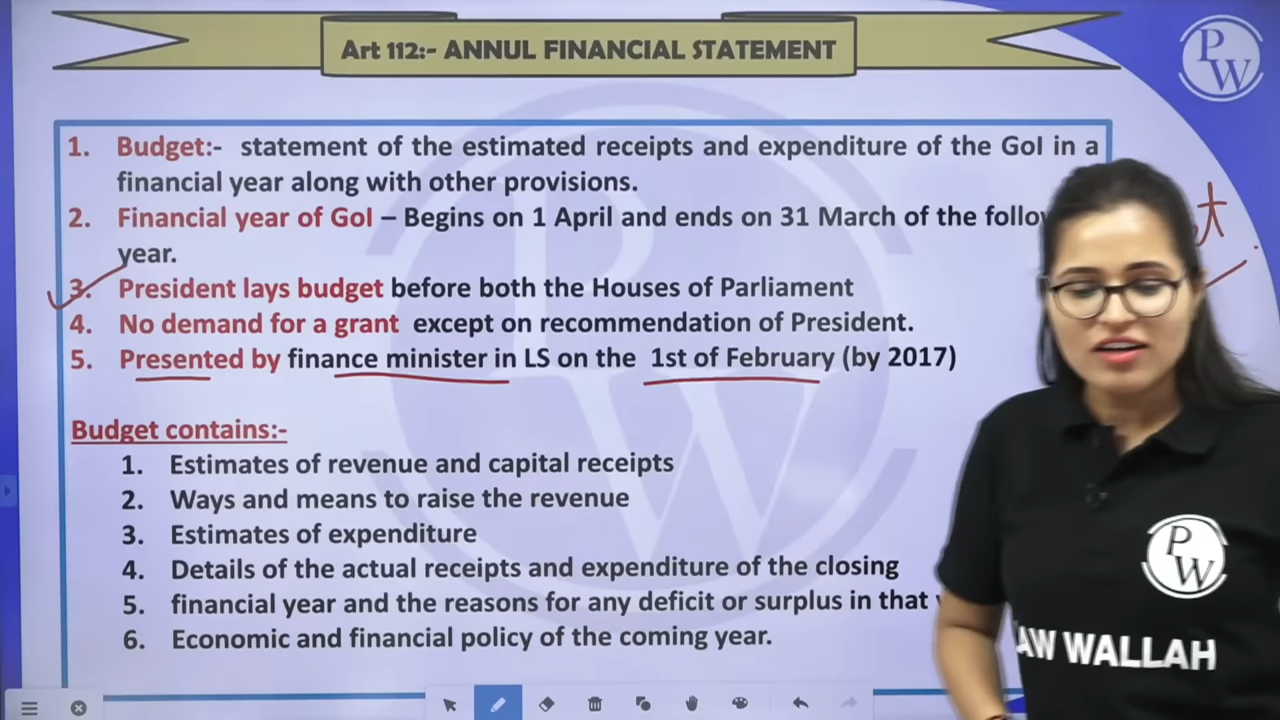 Art 112:- ANNUL FINANCIAL STATEMENT
PW
1. Budget:- statement of the estimated receipts and expenditure of the GoI in a
financial year along with other provisions.
2. Financial year of GoI – Begins on 1 April and ends on 31 March of the
year.
3. President lays budget before both the Houses of Parliament
4. No demand for a grant except on recommendation of President.
5. Presented by finance minister in LS on the 1st of February (by 2017)
Budget contains:-
1. Estimates of revenue and capital receipts
2. Ways and means to raise the revenue
3. Estimates of expenditure
4. Details of the actual receipts and expenditure of the closing
5. financial year and the reasons for any deficit or surplus in that
6. Economic and financial policy of the coming year.
PW
PW
LAW WALLAH